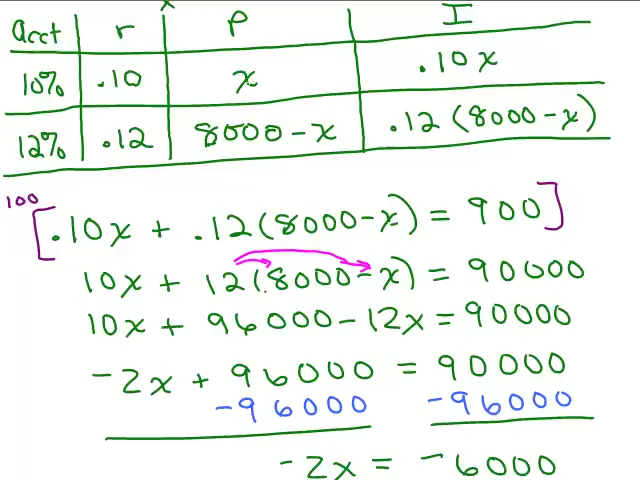 Acct r P I
10% .10 x .10x
12% .12 8000-x .12(8000-x)
100[.10x + .12(8000-x) = 900]
10x + 12(8000-x) = 90000
10x + 96000-12x = 90000
-2x + 96000 = 90000
-96000 -96000
-2x = -6000